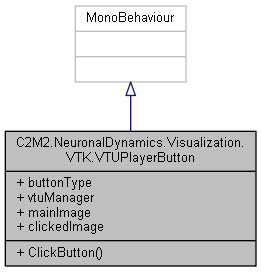 MonoBehaviour
C2M2.NeuronalDynamics.Visualization.
VTK.VTUPlayerButton
+ buttonType
+ vtuManager
+ mainImage
+ clickedImage
+ ClickButton()